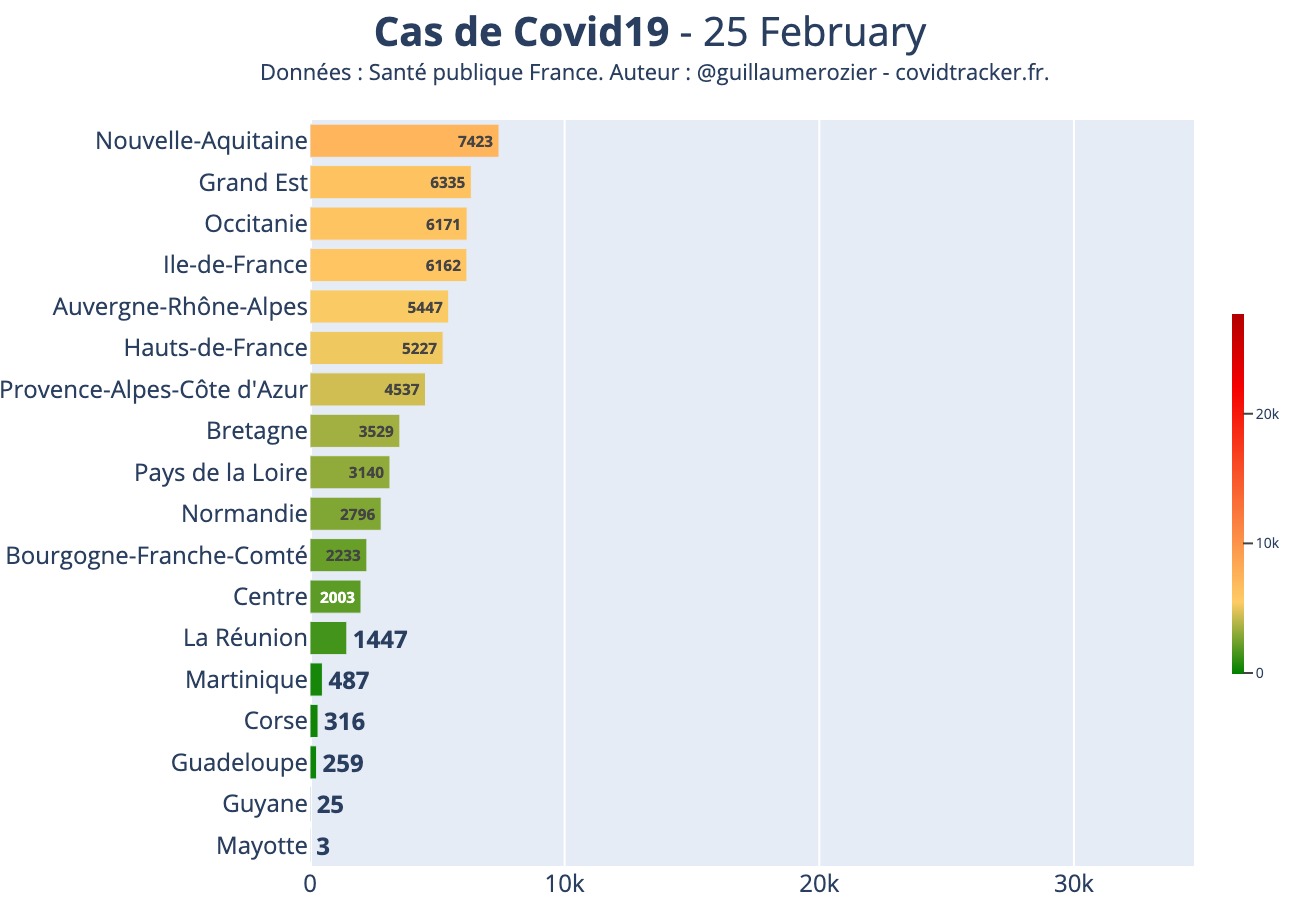 Cas de Covid19 - 25 February
Données : Santé publique France. Auteur : @guillaumerozier - covidtracker.fr.
Nouvelle-Aquitaine 7423
Grand Est 6335
Occitanie 6171
Ile-de-France 6162
Auvergne-Rhône-Alpes 5447
Hauts-de-France 5227
Provence-Alpes-Côte d'Azur 4537
Bretagne 3529
Pays de la Loire 3140
Normandie 2796
Bourgogne-Franche-Comté 2233
Centre 2003
La Réunion 1447
Martinique 487
Corse 316
Guadeloupe 259
Guyane 25
Mayotte 3
0 10k 20k 30k
20k
10k
0